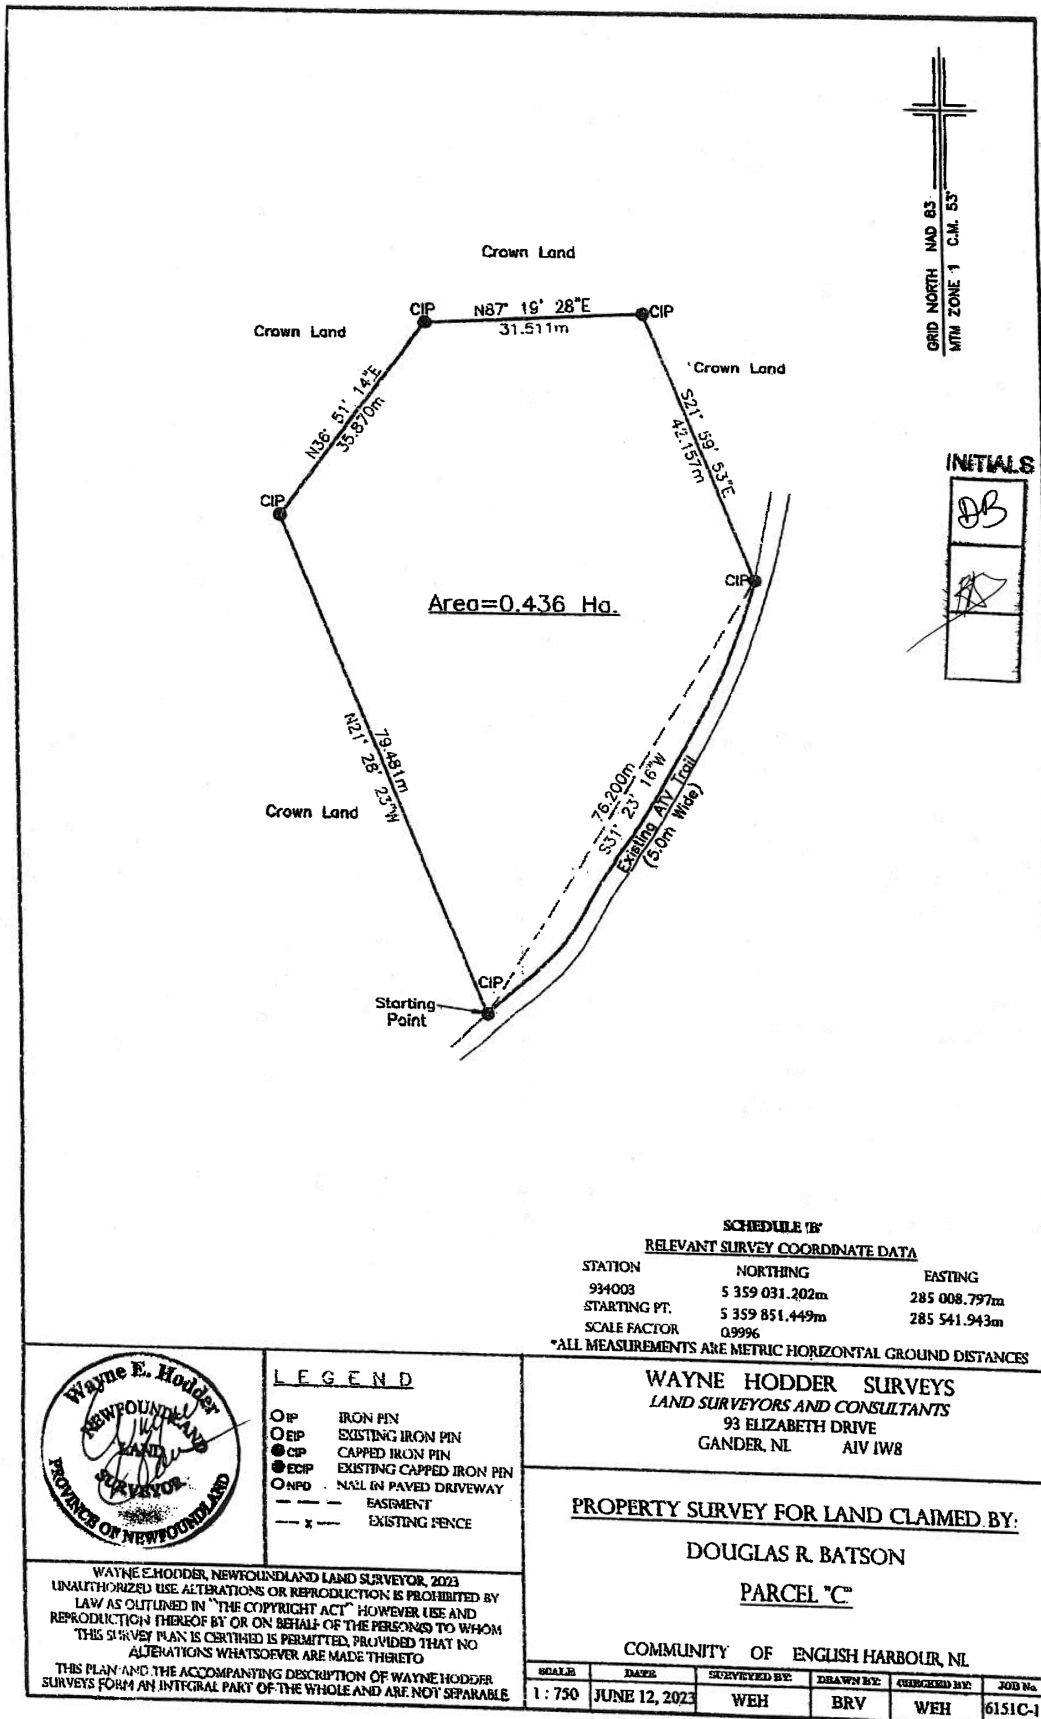 GRID NORTH NAD 83
MTM ZONE 1 C.M. 53°
Crown Land
CIP
N87° 19' 28"E
31.511m
CIP
Crown Land
Crown Land
N36° 51' 14"E
35.870m
S21° 59' 53"E
42.157m
INITIALS
DB
CIP
CIP
Area=0.436 Ha.
79.481m
N21° 28' 23"W
Crown Land
76.200m
S31° 23' 16"W
Existing ATV Trail
(5.0m Wide)
CIP
Starting
Point
SCHEDULE 'B'
RELEVANT SURVEY COORDINATE DATA
STATION NORTHING EASTING
934003 5 359 031.202m 285 008.797m
STARTING PT. 5 359 851.449m 285 541.943m
SCALE FACTOR 0.9996
*ALL MEASUREMENTS ARE METRIC HORIZONTAL GROUND DISTANCES
Wayne E. Hodder
NEWFOUNDLAND
LAND
SURVEYOR
PROVINCE OF NEWFOUNDLAND
LEGEND
IP IRON PIN
EIP EXISTING IRON PIN
CIP CAPPED IRON PIN
ECIP EXISTING CAPPED IRON PIN
NPD NAIL IN PAVED DRIVEWAY
EASEMENT
x EXISTING FENCE
WAYNE HODDER SURVEYS
LAND SURVEYORS AND CONSULTANTS
93 ELIZABETH DRIVE
GANDER, NL A1V 1W8
PROPERTY SURVEY FOR LAND CLAIMED BY:
DOUGLAS R. BATSON
PARCEL "C"
COMMUNITY OF ENGLISH HARBOUR, NL
WAYNE E.HODDER, NEWFOUNDLAND LAND SURVEYOR, 2023
UNAUTHORIZED USE ALTERATIONS OR REPRODUCTION IS PROHIBITED BY
LAW AS OUTLINED IN "THE COPYRIGHT ACT" HOWEVER USE AND
REPRODUCTION THEREOF BY OR ON BEHALF OF THE PERSON(S) TO WHOM
THIS SURVEY PLAN IS CERTIFIED IS PERMITTED, PROVIDED THAT NO
ALTERATIONS WHATSOEVER ARE MADE THERETO
THIS PLAN AND THE ACCOMPANYING DESCRIPTION OF WAYNE HODDER
SURVEYS FORM AN INTEGRAL PART OF THE WHOLE AND ARE NOT SEPARABLE
SCALE DATE SURVEYED BY: DRAWN BY: CHECKED BY: JOB No.
1 : 750 JUNE 12, 2023 WEH BRV WEH 6151C-1